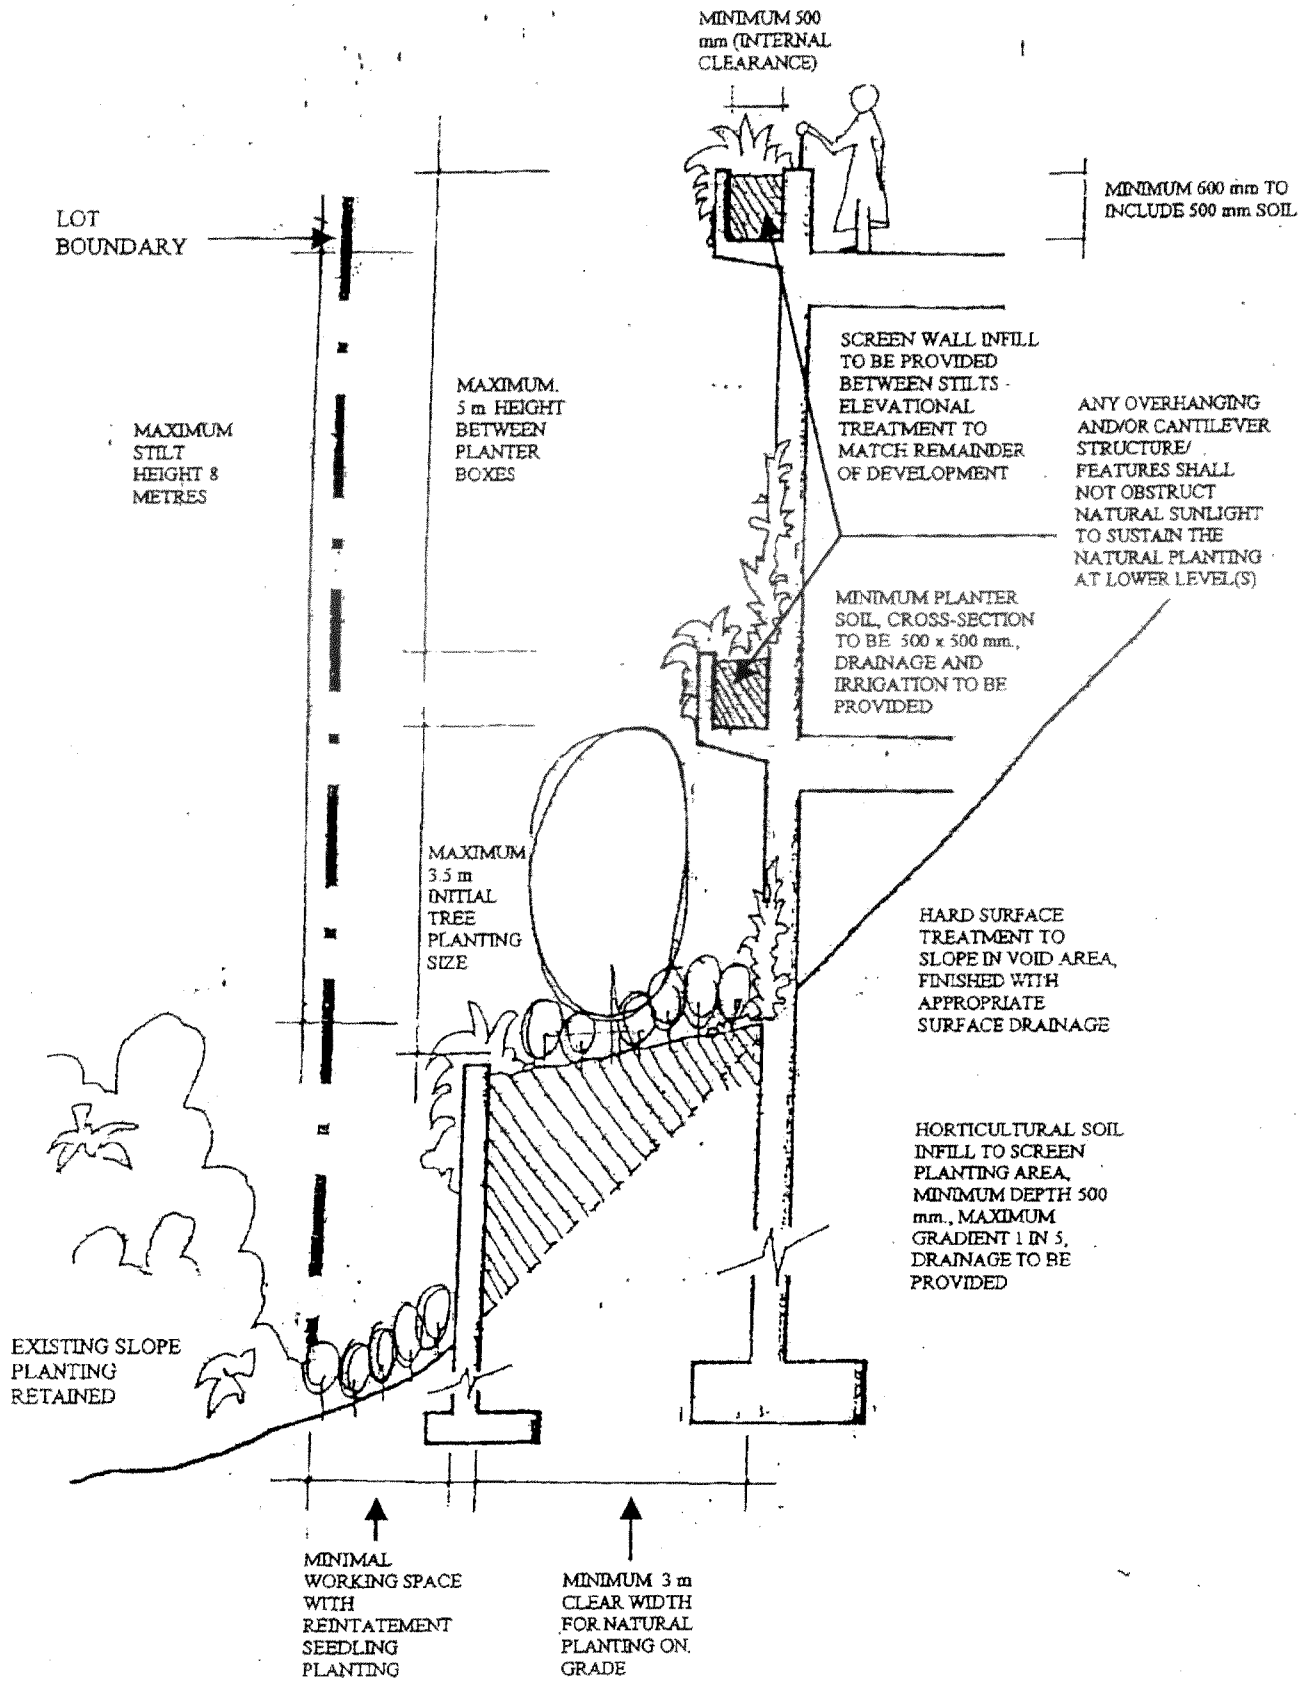 MINIMUM 500
mm (INTERNAL
CLEARANCE)
LOT
BOUNDARY
MINIMUM 600 mm TO
INCLUDE 500 mm SOIL
MAXIMUM
STILT
HEIGHT 8
METRES
MAXIMUM.
5 m HEIGHT
BETWEEN
PLANTER
BOXES
SCREEN WALL INFILL
TO BE PROVIDED
BETWEEN STILTS -
ELEVATIONAL
TREATMENT TO
MATCH REMAINDER
OF DEVELOPMENT
ANY OVERHANGING
AND/OR CANTILEVER
STRUCTURE/
FEATURES SHALL
NOT OBSTRUCT
NATURAL SUNLIGHT
TO SUSTAIN THE
NATURAL PLANTING
AT LOWER LEVEL(S)
MINIMUM PLANTER
SOIL, CROSS-SECTION
TO BE 500 x 500 mm.,
DRAINAGE AND
IRRIGATION TO BE
PROVIDED
MAXIMUM
3.5 m
INITIAL
TREE
PLANTING
SIZE
HARD SURFACE
TREATMENT TO
SLOPE IN VOID AREA,
FINISHED WITH
APPROPRIATE
SURFACE DRAINAGE
HORTICULTURAL SOIL
INFILL TO SCREEN
PLANTING AREA,
MINIMUM DEPTH 500
mm., MAXIMUM
GRADIENT 1 IN 5,
DRAINAGE TO BE
PROVIDED
EXISTING SLOPE
PLANTING
RETAINED
MINIMAL
WORKING SPACE
WITH
REINTATEMENT
SEEDLING
PLANTING
MINIMUM 3 m
CLEAR WIDTH
FOR NATURAL
PLANTING ON.
GRADE